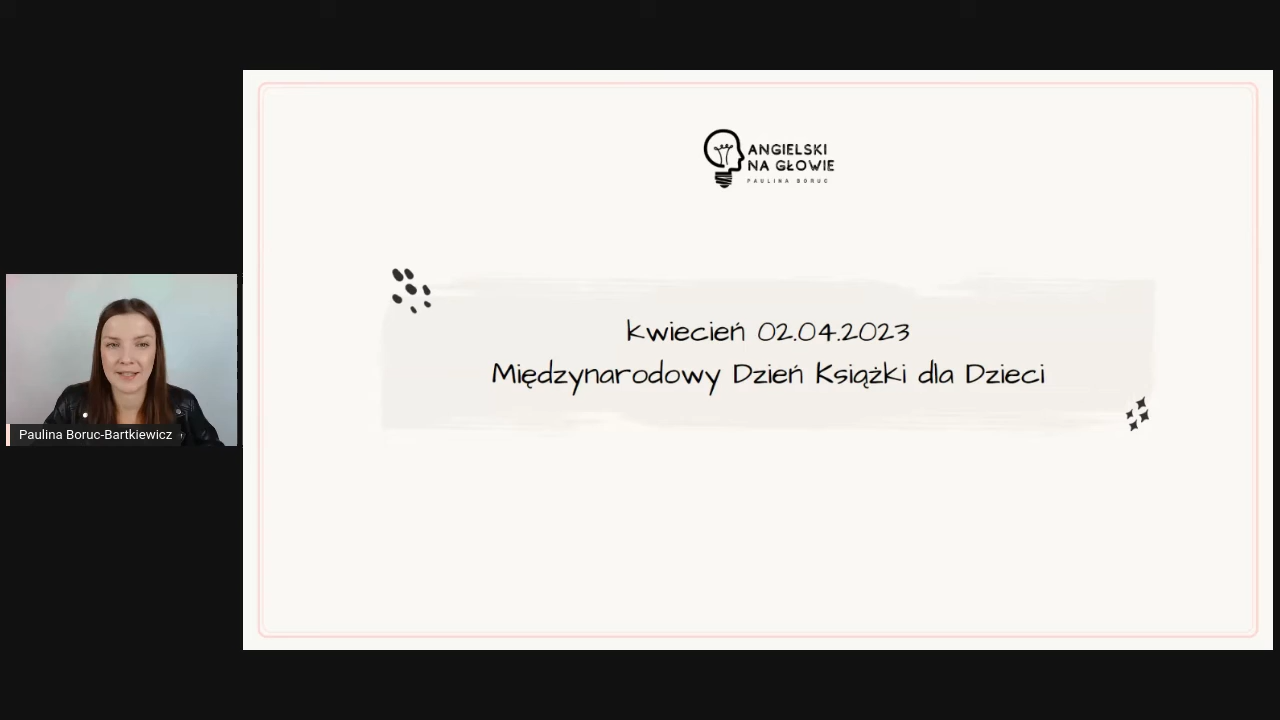 ANGIELSKI
NA GŁOWIE
PAULINA BORUC
kwiecień 02.04.2023
Międzynarodowy Dzień Książki dla Dzieci
Paulina Boruc-Bartkiewicz